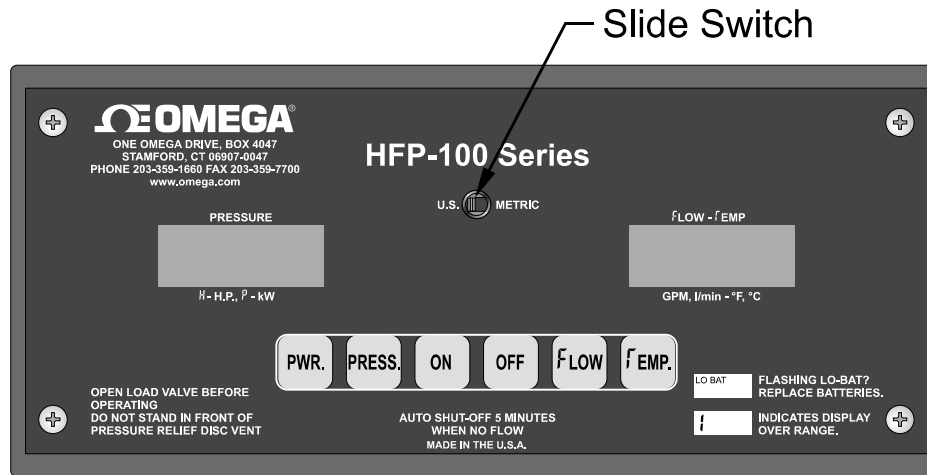 Slide Switch
OMEGA®
ONE OMEGA DRIVE, BOX 4047
STAMFORD, CT 06907-0047
PHONE 203-359-1660 FAX 203-359-7700
www.omega.com
HFP-100 Series
U.S. METRIC
PRESSURE
H - H.P., P - kW
FLOW - TEMP
GPM, l/min - °F, °C
PWR. PRESS. ON OFF FLOW TEMP.
OPEN LOAD VALVE BEFORE
OPERATING
DO NOT STAND IN FRONT OF
PRESSURE RELIEF DISC VENT
AUTO SHUT-OFF 5 MINUTES
WHEN NO FLOW
MADE IN THE U.S.A.
LO BAT FLASHING LO-BAT?
REPLACE BATTERIES.
1 INDICATES DISPLAY
OVER RANGE.